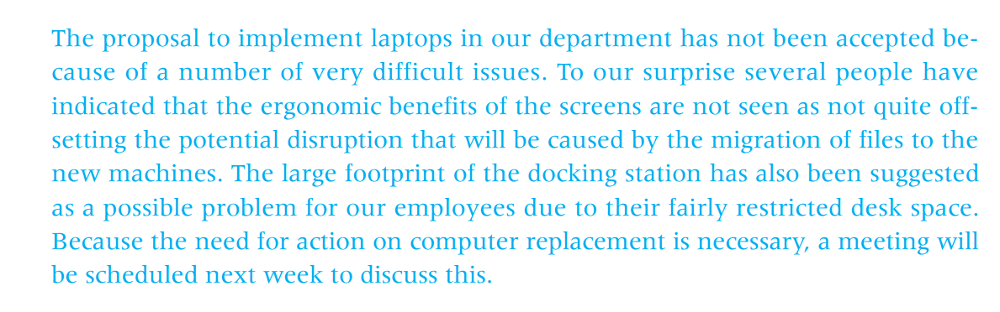 The proposal to implement laptops in our department has not been accepted be-
cause of a number of very difficult issues. To our surprise several people have
indicated that the ergonomic benefits of the screens are not seen as not quite off-
setting the potential disruption that will be caused by the migration of files to the
new machines. The large footprint of the docking station has also been suggested
as a possible problem for our employees due to their fairly restricted desk space.
Because the need for action on computer replacement is necessary, a meeting will
be scheduled next week to discuss this.